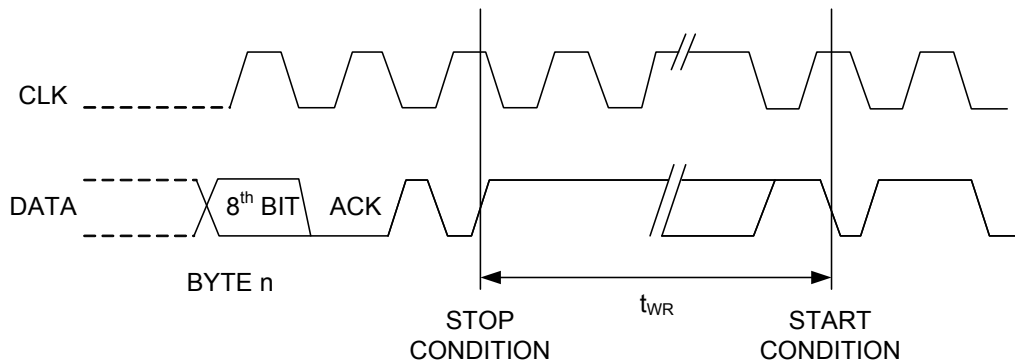 CLK
DATA
8th BIT
ACK
BYTE n
tWR
STOP
CONDITION
START
CONDITION